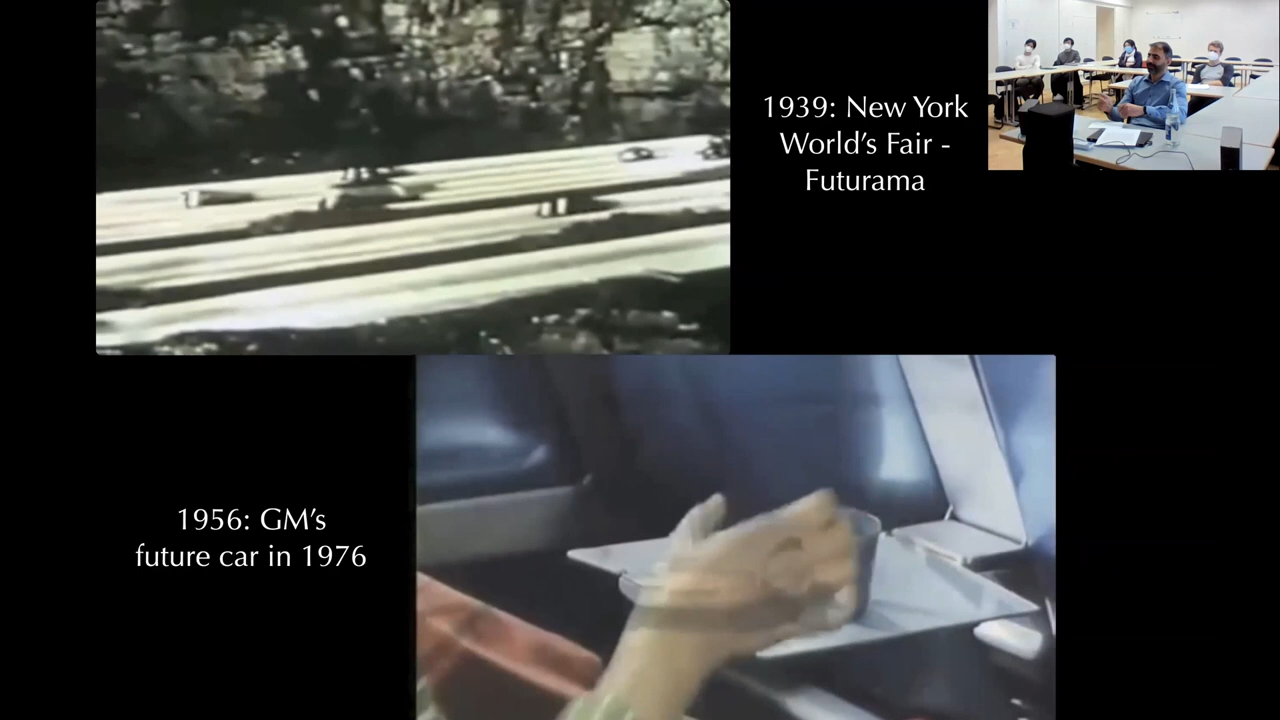 1939: New York
World's Fair -
Futurama
1956: GM's
future car in 1976